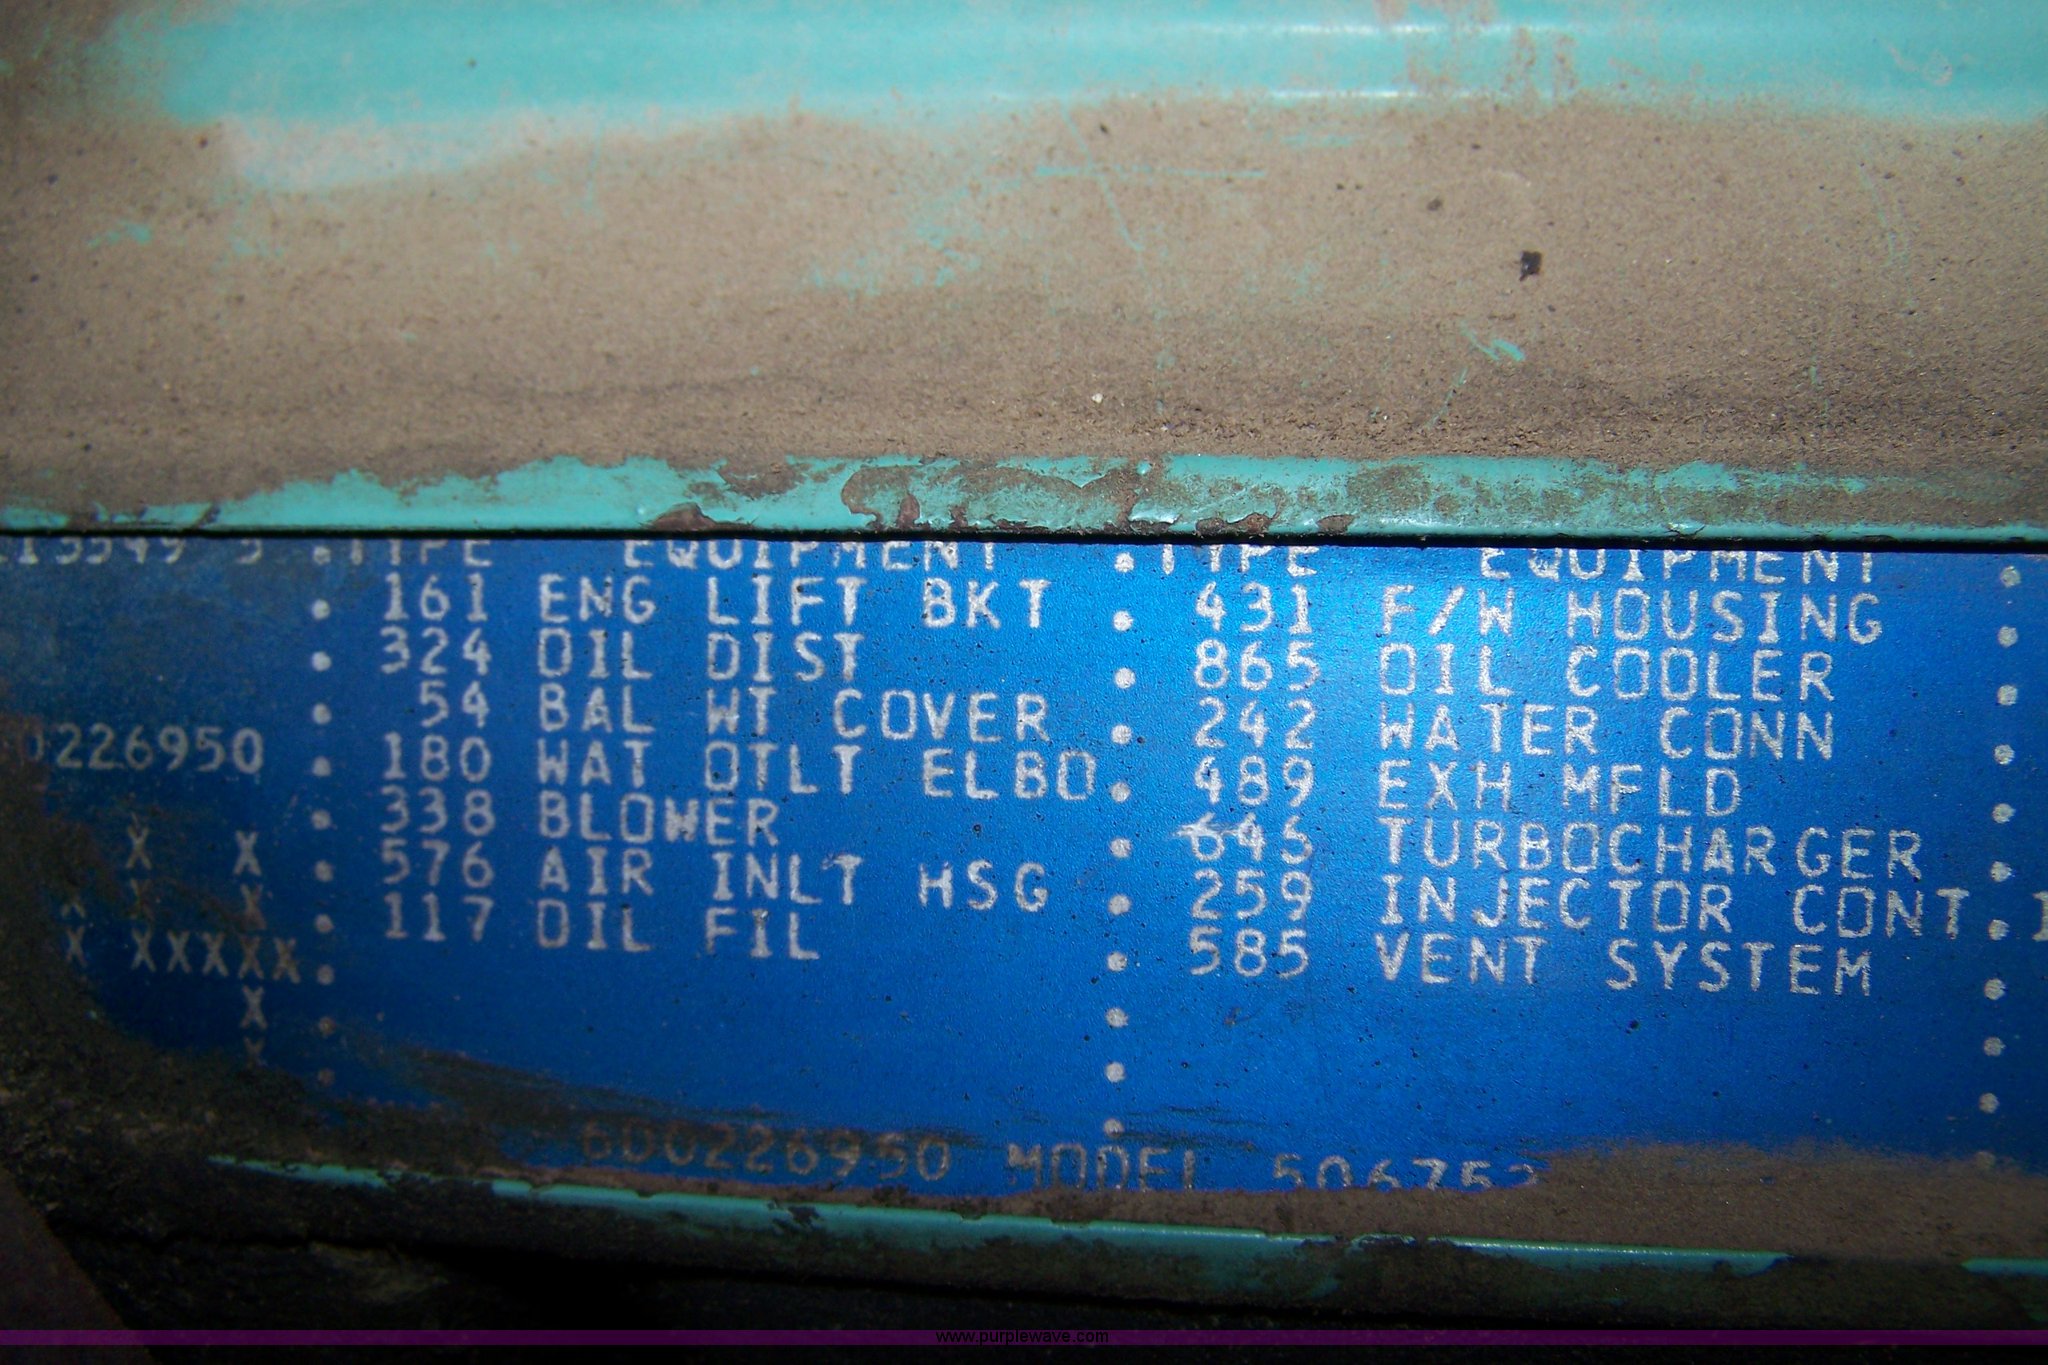 TYPE EQUIPMENT TYPE EQUIPMENT
161 ENG LIFT BKT 431 F/W HOUSING
324 OIL DIST 865 OIL COOLER
54 BAL WT COVER 242 WATER CONN
0226950 180 WAT OTLT ELBO 489 EXH MFLD
338 BLOWER 645 TURBOCHARGER
X X 576 AIR INLT HSG 259 INJECTOR CONT
X X X 117 OIL FIL 585 VENT SYSTEM
X XXXXX
X
X
6D0226950 MODEL 506752
www.purplewave.com